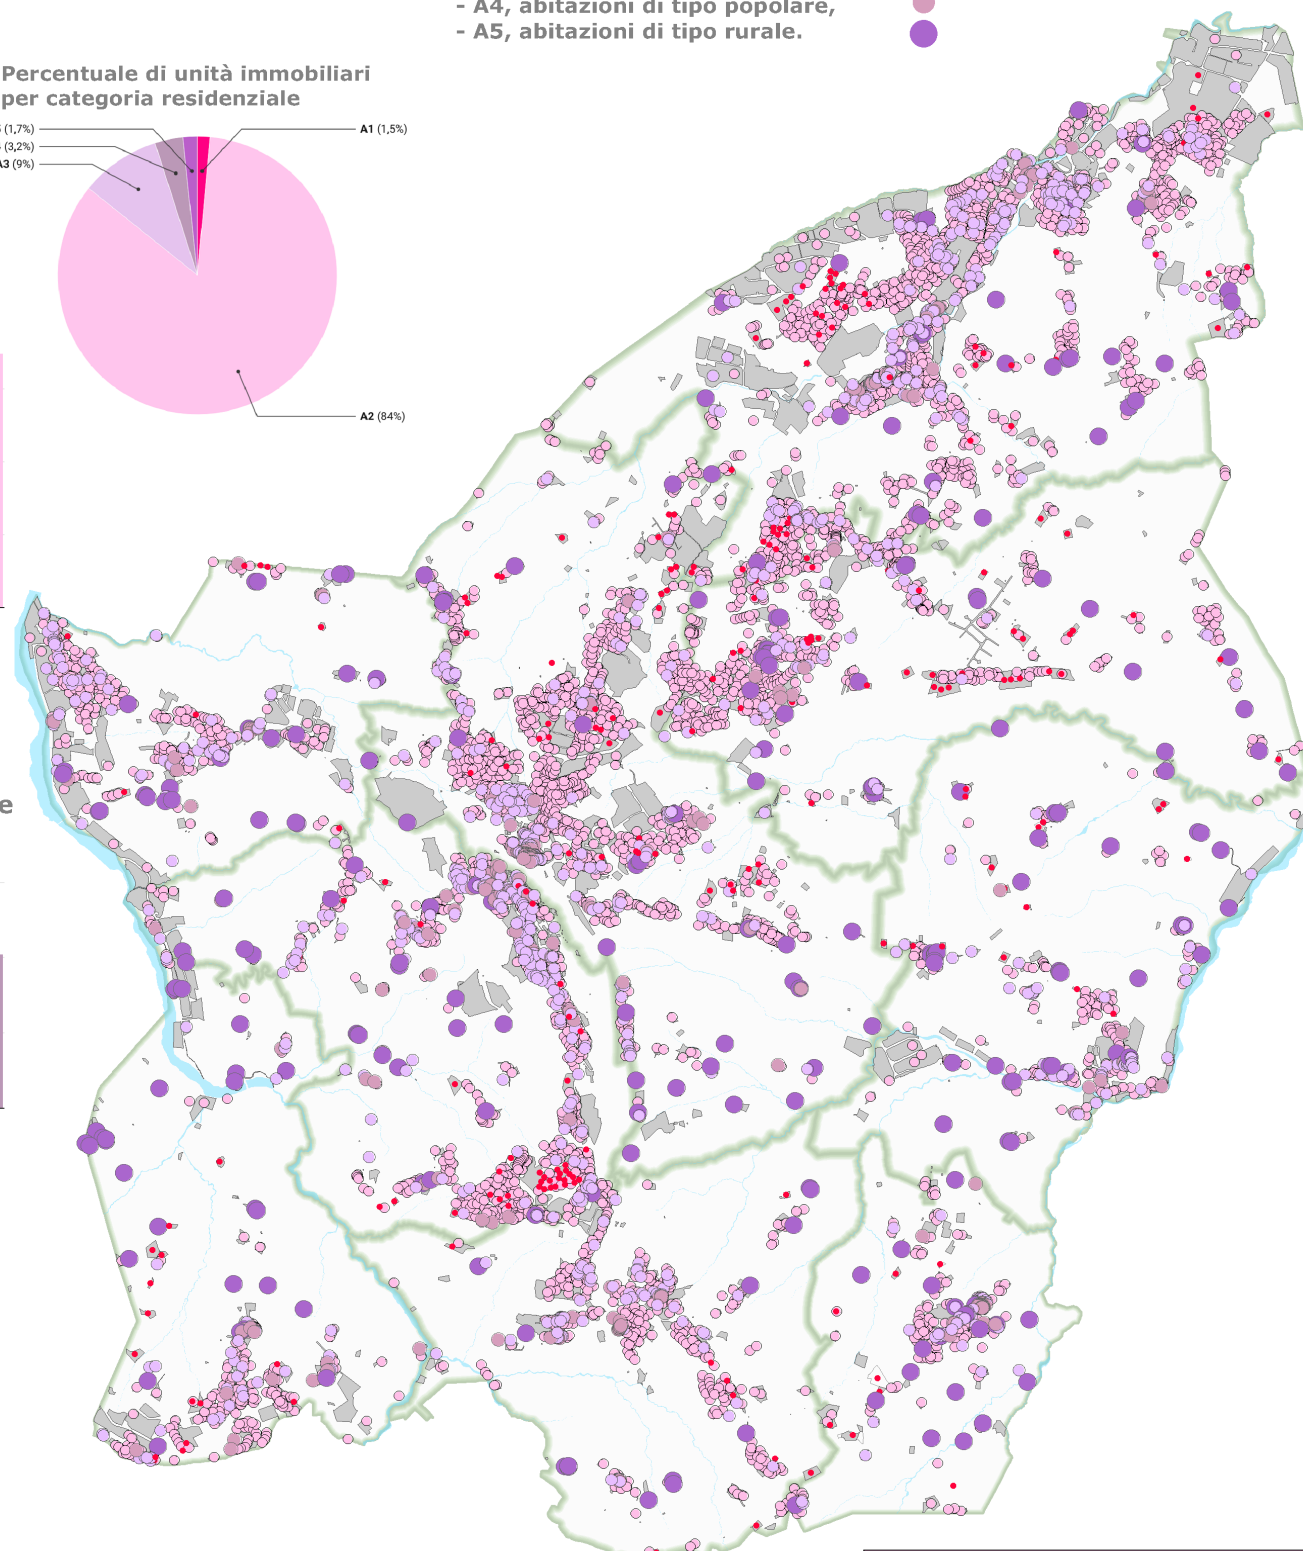 - A4, abitazioni di tipo popolare,
- A5, abitazioni di tipo rurale.
Percentuale di unità immobiliari
per categoria residenziale
(1,7%)
A1 (1,5%)
(3,2%)
A3 (9%)
A2 (84%)
e